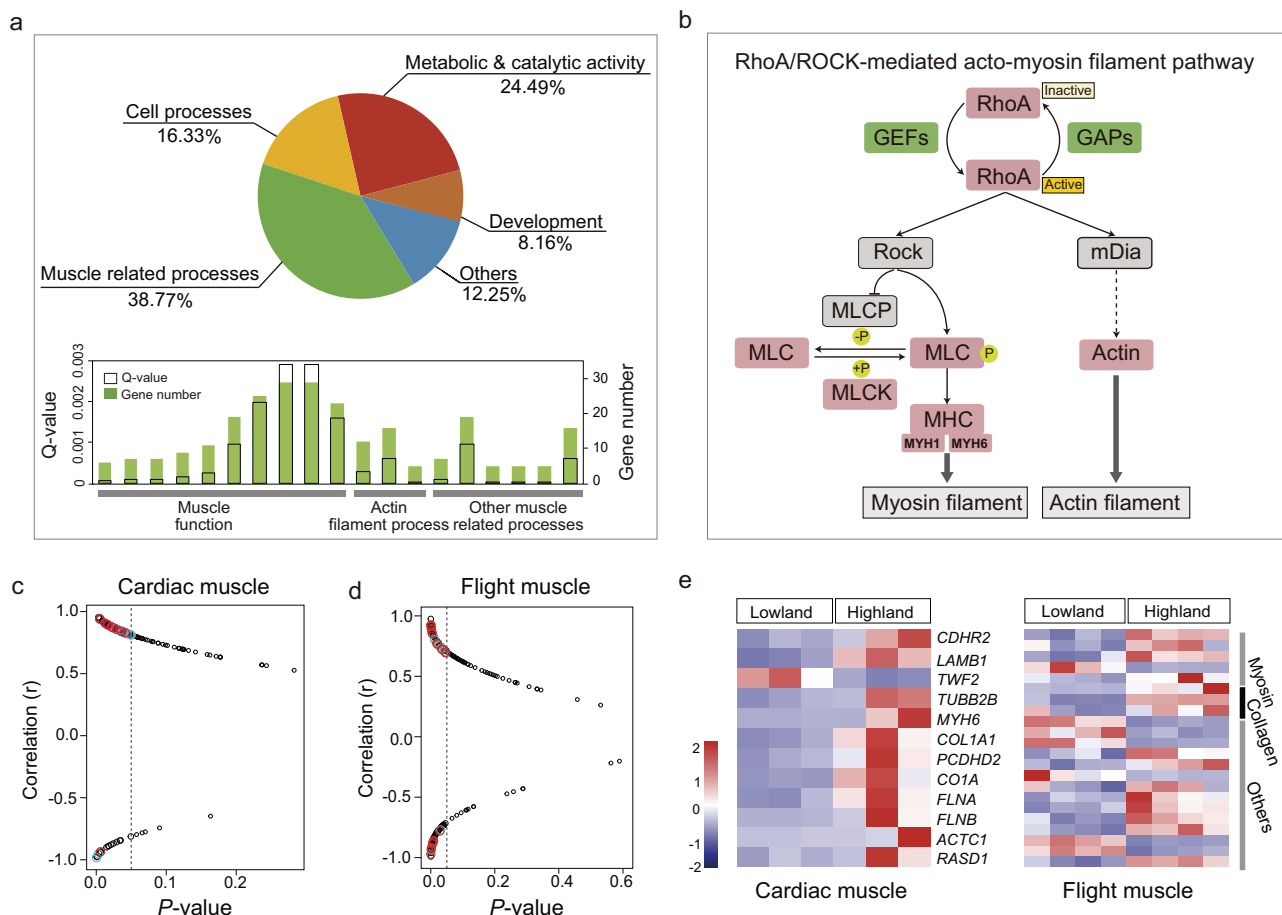 a
Metabolic & catalytic activity
24.49%
Cell processes
16.33%
Development
8.16%
Muscle related processes
38.77%
Others
12.25%
Q-value
0.003
0.002
0.001
0
Q-value
Gene number
30
20
10
0
Gene number
Muscle
function
Actin
filament process
Other muscle
related processes
b
RhoA/ROCK-mediated acto-myosin filament pathway
RhoA
Inactive
GEFs
GAPs
RhoA
Active
Rock
mDia
MLCP
-P
MLC
MLC
P
Actin
+P
MLCK
MHC
MYH1
MYH6
Myosin filament
Actin filament
c
Cardiac muscle
Correlation (r)
1.0
0.5
0.0
-0.5
-1.0
0.0
0.2
P-value
d
Flight muscle
Correlation (r)
1.0
0.5
0.0
-0.5
-1.0
0.0
0.1
0.2
0.3
0.4
0.5
0.6
P-value
e
Lowland
Highland
CDHR2
LAMB1
TWF2
TUBB2B
MYH6
COL1A1
PCDHD2
CO1A
FLNA
FLNB
ACTC1
RASD1
2
1
0
-1
-2
Cardiac muscle
Lowland
Highland
Myosin
Collagen
Others
Flight muscle